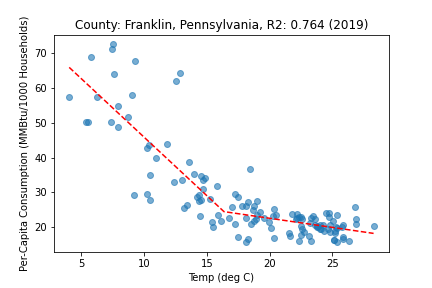 County: Franklin, Pennsylvania, R2: 0.764 (2019)
Per-Capita Consumption (MMBtu/1000 Households)
70
60
50
40
30
20
5 10 15 20 25
Temp (deg C)